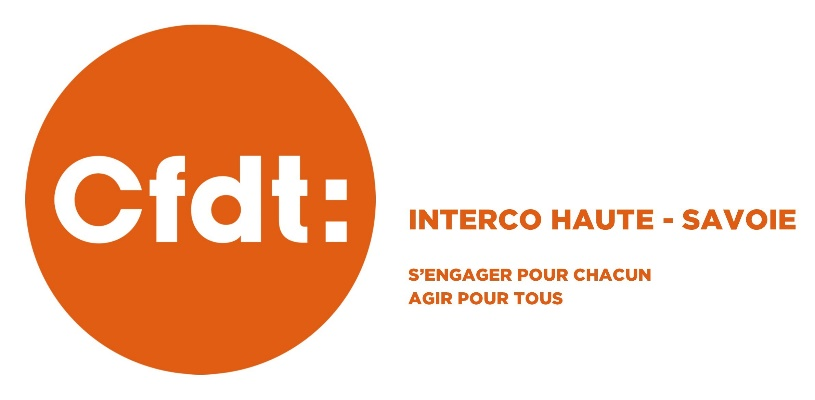 Cfdt:
INTERCO HAUTE - SAVOIE
S'ENGAGER POUR CHACUN
AGIR POUR TOUS